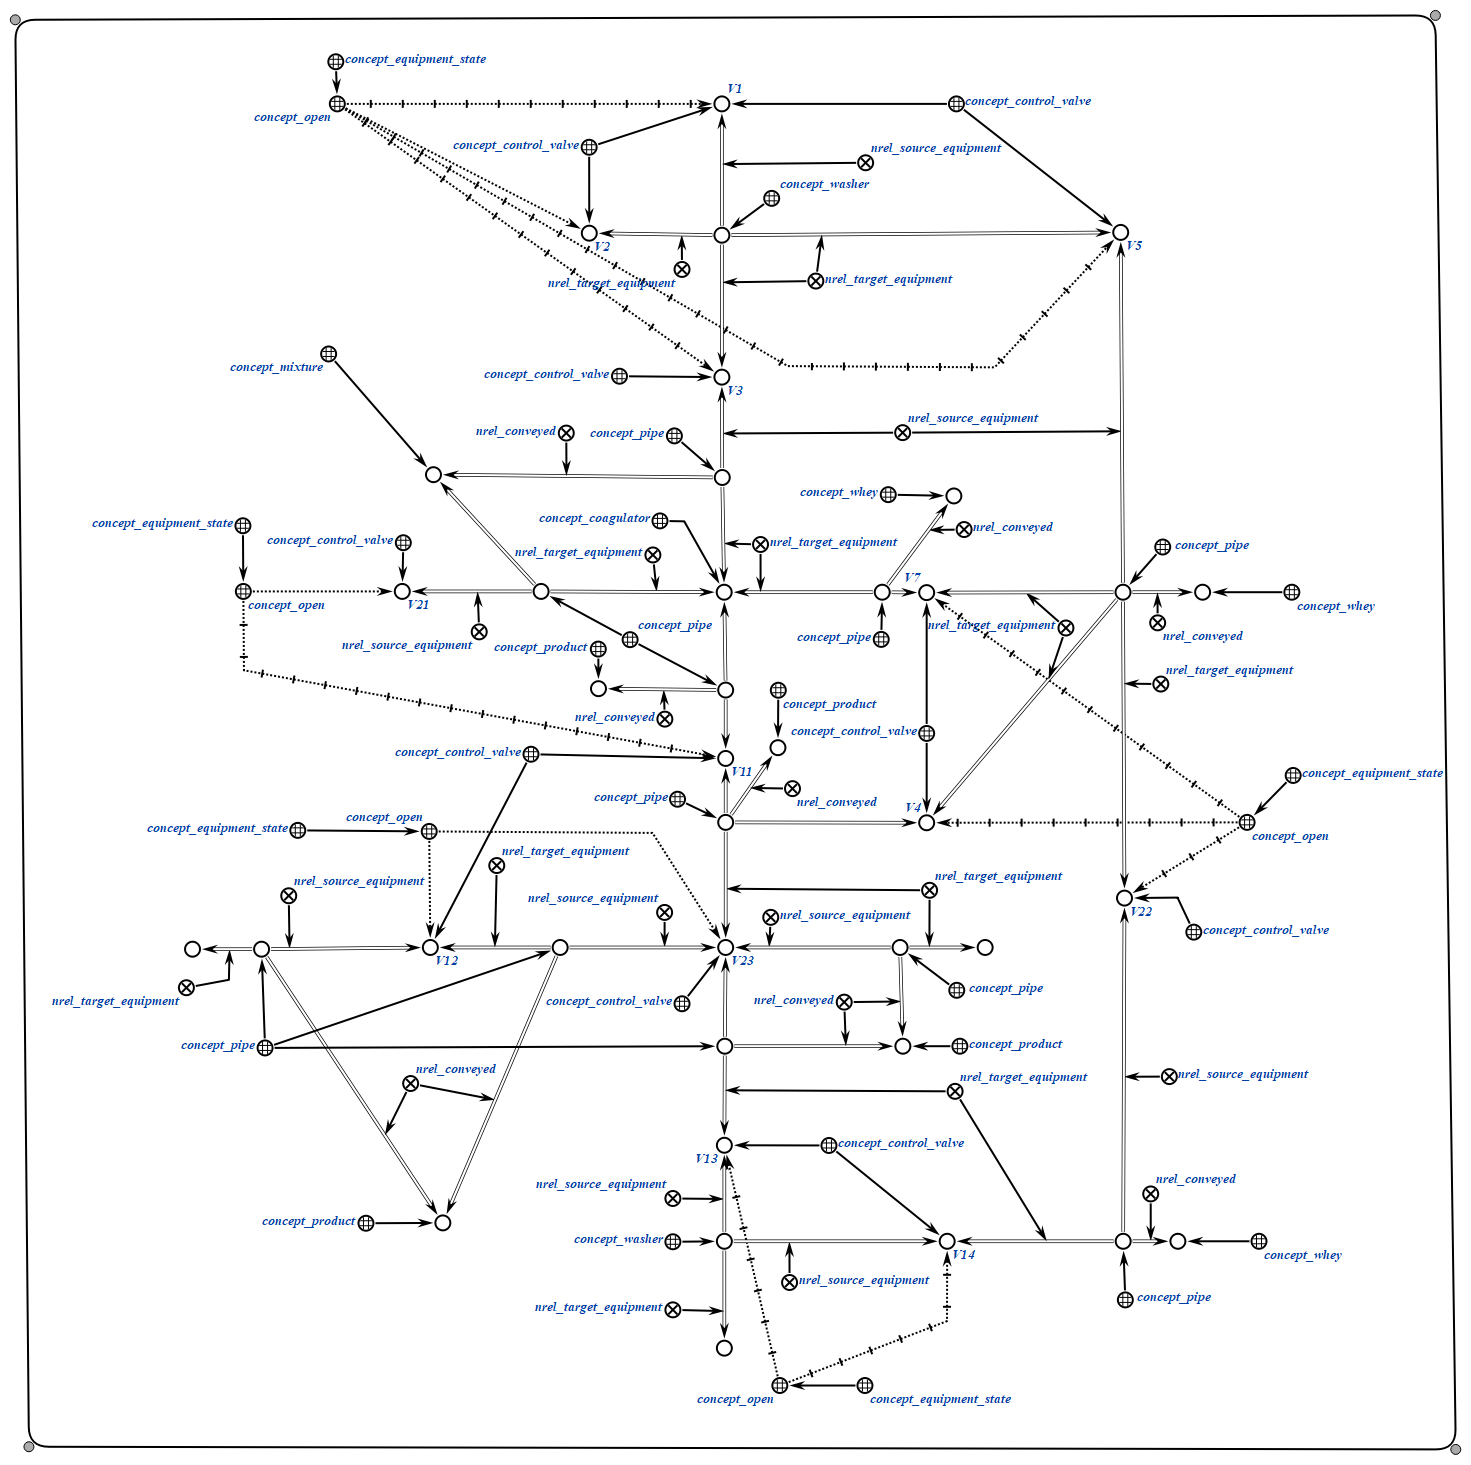 concept_equipment_state
V1
concept_control_valve
concept_open
concept_control_valve
nrel_source_equipment
concept_washer
V2
V5
nrel_target_equipment
nrel_target_equipment
concept_mixture
concept_control_valve
V3
nrel_source_equipment
nrel_conveyed
concept_pipe
concept_whey
concept_equipment_state
concept_coagulator
nrel_conveyed
concept_control_valve
nrel_target_equipment
nrel_target_equipment
concept_pipe
V7
concept_open
V21
concept_whey
concept_pipe
nrel_target_equipment
concept_pipe
nrel_conveyed
nrel_source_equipment
concept_product
nrel_target_equipment
concept_product
nrel_conveyed
concept_control_valve
concept_control_valve
V11
concept_equipment_state
concept_pipe
nrel_conveyed
V4
concept_open
concept_equipment_state
concept_open
nrel_target_equipment
nrel_source_equipment
nrel_target_equipment
nrel_source_equipment
nrel_source_equipment
V22
concept_control_valve
V12
V23
nrel_target_equipment
concept_control_valve
nrel_conveyed
concept_pipe
concept_pipe
concept_product
nrel_conveyed
nrel_target_equipment
nrel_source_equipment
concept_control_valve
V13
nrel_source_equipment
nrel_conveyed
concept_product
concept_washer
V14
concept_whey
nrel_source_equipment
concept_pipe
nrel_target_equipment
concept_open
concept_equipment_state